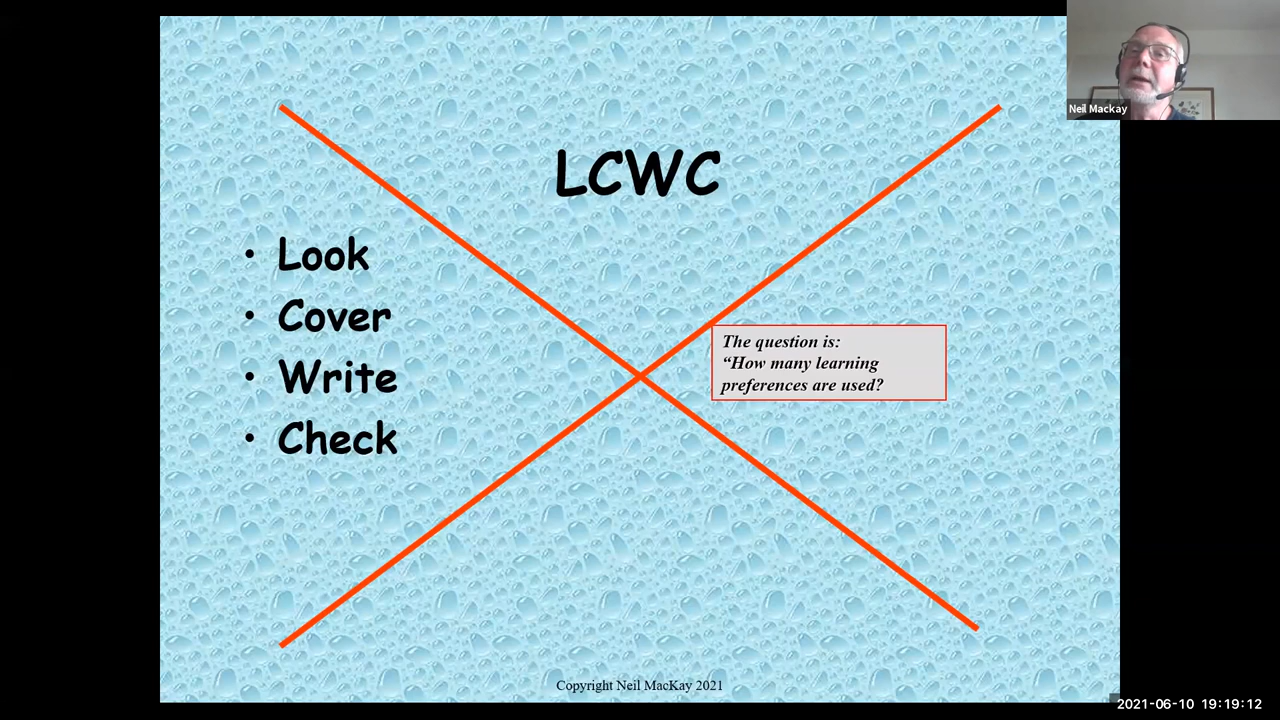 LCWC
• Look
• Cover
• Write
• Check
The question is:
“How many learning
preferences are used?
Copyright Neil MacKay 2021
Neil Mackay
2021-06-10 19:19:12